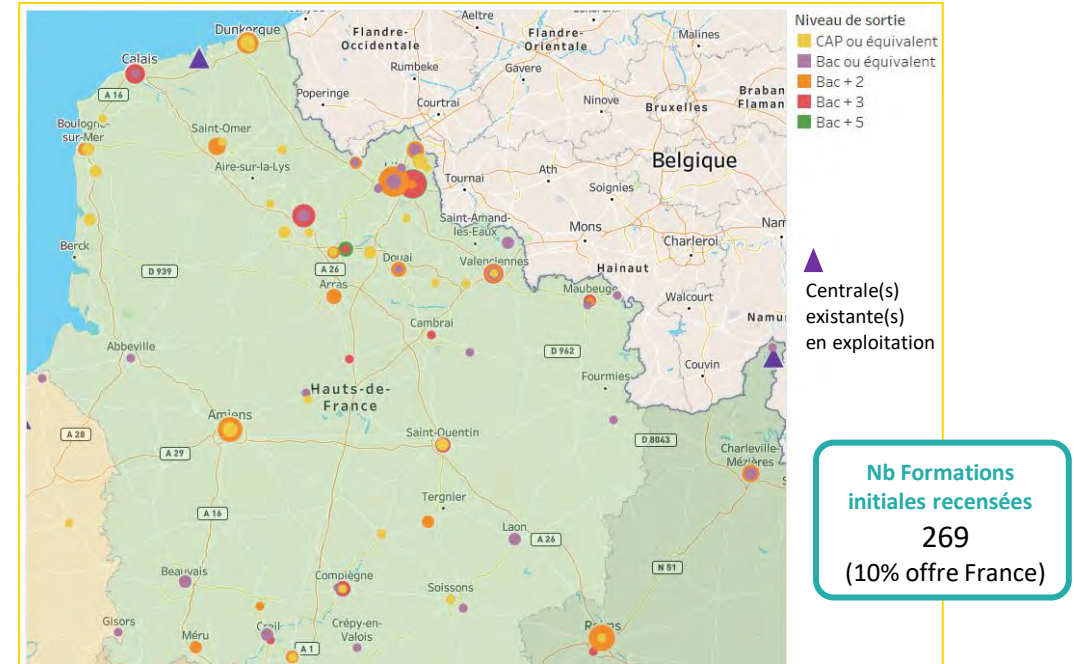 Aeltre
Malines
Dunkerque
Flandre-
Occidentale
Flandre-
Orientale
Calais
Rumbeke
Gavere
A 16
Poperinge
Courtrai
Ninove
Bruxelles
Braban
Flaman
Boulogne-
sur-Mer
Saint-Omer
Aire-sur-la-Lys
Tournai
Ath
Belgique
Soignies
Saint-Amand-
les-Eaux
Mons
Charleroi
Nam
Berck
D 939
A 26
Douai
Valenciennes
Hainaut
Arras
Maubeuge
Walcourt
Namu
Cambrai
Abbeville
D 962
Couvin
Fourmies
Hauts-de-
France
Amiens
A 28
Saint-Quentin
D 8043
A 29
Charleville-
Mézières
Tergnier
A 16
Laon
A 26
Beauvais
Compiègne
Soissons
N 51
Gisors
Creil
Crépy-en-
Valois
Méru
A 1
Reims
Niveau de sortie
CAP ou équivalent
Bac ou équivalent
Bac + 2
Bac + 3
Bac + 5
Centrale(s)
existante(s)
en exploitation
Nb Formations
initiales recensées
269
(10% offre France)